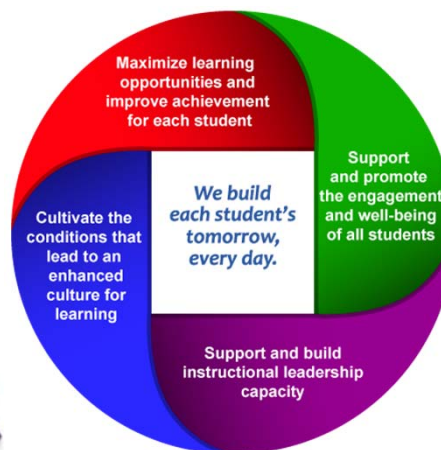 Maximize learning
opportunities and
improve achievement
for each student
Support
and promote
the engagement
and well-being
of all students
We build
each student's
tomorrow,
every day.
Cultivate the
conditions that
lead to an
enhanced
culture for
learning
Support and build
instructional leadership
capacity